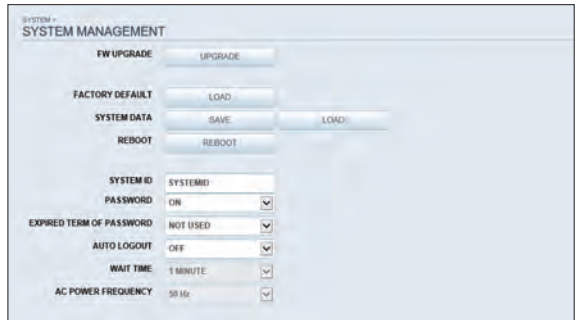 SYSTEM >
SYSTEM MANAGEMENT
FW UPGRADE UPGRADE
FACTORY DEFAULT LOAD
SYSTEM DATA SAVE LOAD
REBOOT REBOOT
SYSTEM ID SYSTEMID
PASSWORD ON
EXPIRED TERM OF PASSWORD NOT USED
AUTO LOGOUT OFF
WAIT TIME 1 MINUTE
AC POWER FREQUENCY 50 Hz